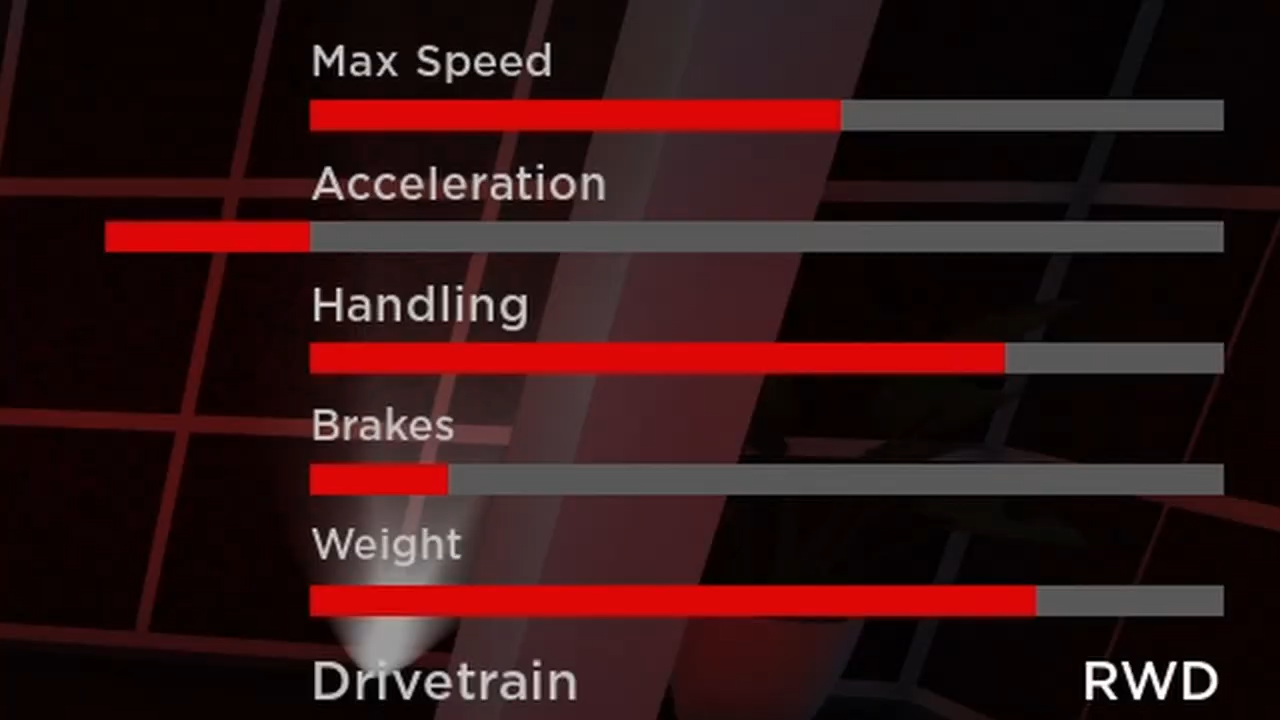 Max Speed
Acceleration
Handling
Brakes
Weight
Drivetrain RWD